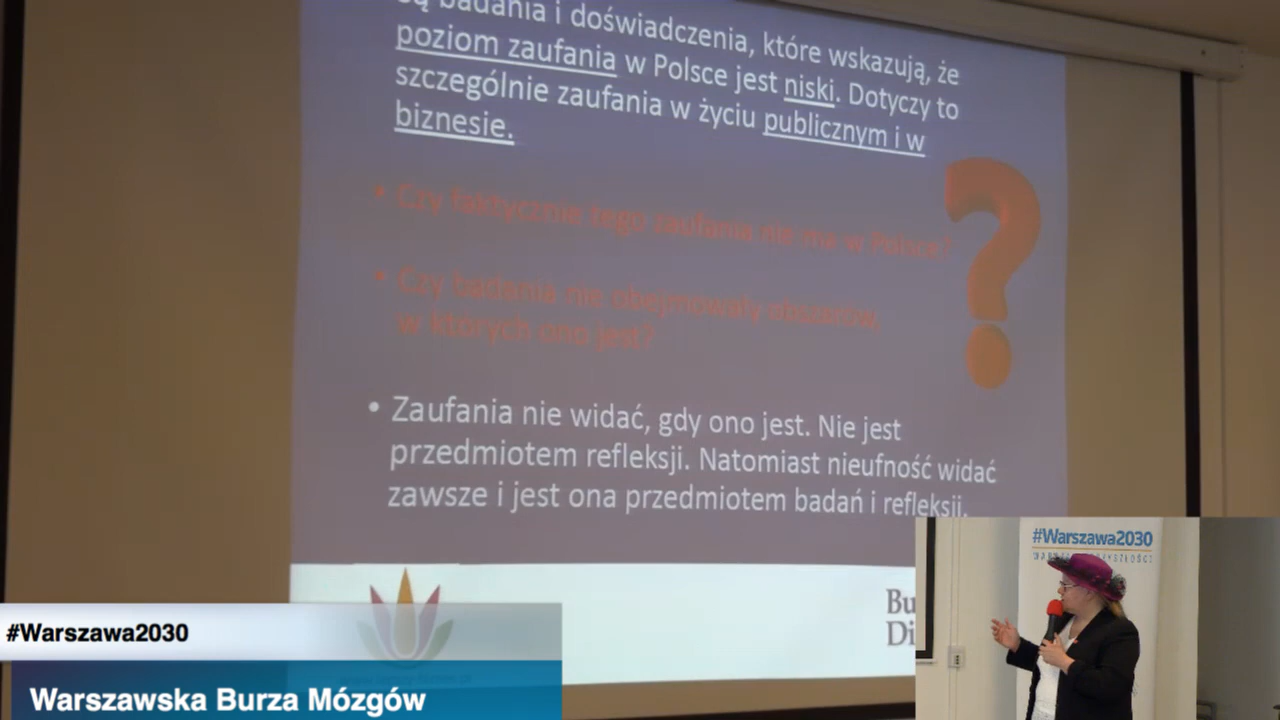 są badania i doświadczenia, które wskazują, że
poziom zaufania w Polsce jest niski. Dotyczy to
szczególnie zaufania w życiu publicznym i w
biznesie.
• Czy faktycznie tego zaufania nie ma w Polsce?
• Czy badania nie obejmowały obszarów,
w których ono jest?
• Zaufania nie widać, gdy ono jest. Nie jest
przedmiotem refleksji. Natomiast nieufność widać
zawsze i jest ona przedmiotem badań i refleksji.
Bu
Di
#Warszawa2030
#Warszawa2030
Warszawska Burza Mózgów